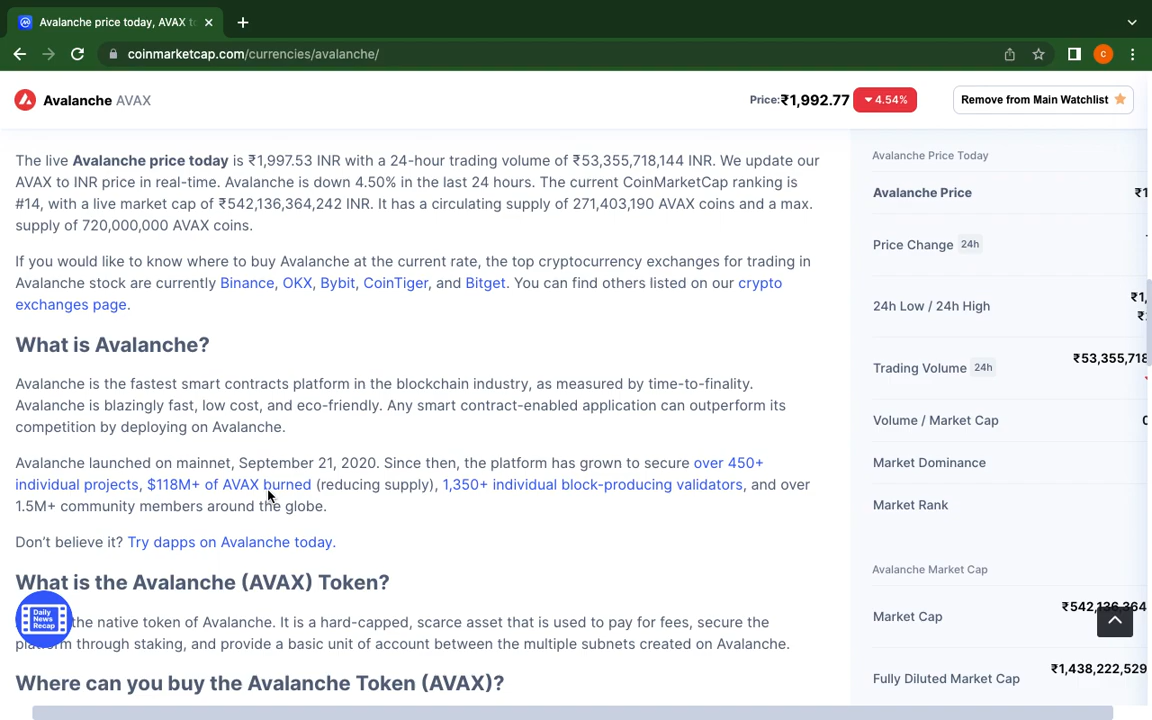 Avalanche price today, AVAX to
coinmarketcap.com/currencies/avalanche/
C
Avalanche AVAX
Price:₹1,992.77 4.54%
Remove from Main Watchlist
The live Avalanche price today is ₹1,997.53 INR with a 24-hour trading volume of ₹53,355,718,144 INR. We update our
AVAX to INR price in real-time. Avalanche is down 4.50% in the last 24 hours. The current CoinMarketCap ranking is
#14, with a live market cap of ₹542,136,364,242 INR. It has a circulating supply of 271,403,190 AVAX coins and a max.
supply of 720,000,000 AVAX coins.
If you would like to know where to buy Avalanche at the current rate, the top cryptocurrency exchanges for trading in
Avalanche stock are currently Binance, OKX, Bybit, CoinTiger, and Bitget. You can find others listed on our crypto
exchanges page.
What is Avalanche?
Avalanche is the fastest smart contracts platform in the blockchain industry, as measured by time-to-finality.
Avalanche is blazingly fast, low cost, and eco-friendly. Any smart contract-enabled application can outperform its
competition by deploying on Avalanche.
Avalanche launched on mainnet, September 21, 2020. Since then, the platform has grown to secure over 450+
individual projects, $118M+ of AVAX burned (reducing supply), 1,350+ individual block-producing validators, and over
1.5M+ community members around the globe.
Don't believe it? Try dapps on Avalanche today.
What is the Avalanche (AVAX) Token?
the native token of Avalanche. It is a hard-capped, scarce asset that is used to pay for fees, secure the
platform through staking, and provide a basic unit of account between the multiple subnets created on Avalanche.
Where can you buy the Avalanche Token (AVAX)?
Daily
News
Recap
Avalanche Price Today
Avalanche Price ₹1
Price Change 24h
24h Low / 24h High ₹1,
₹
Trading Volume 24h ₹53,355,718
Volume / Market Cap 0
Market Dominance
Market Rank
Avalanche Market Cap
Market Cap ₹542,136,364
Fully Diluted Market Cap ₹1,438,222,529